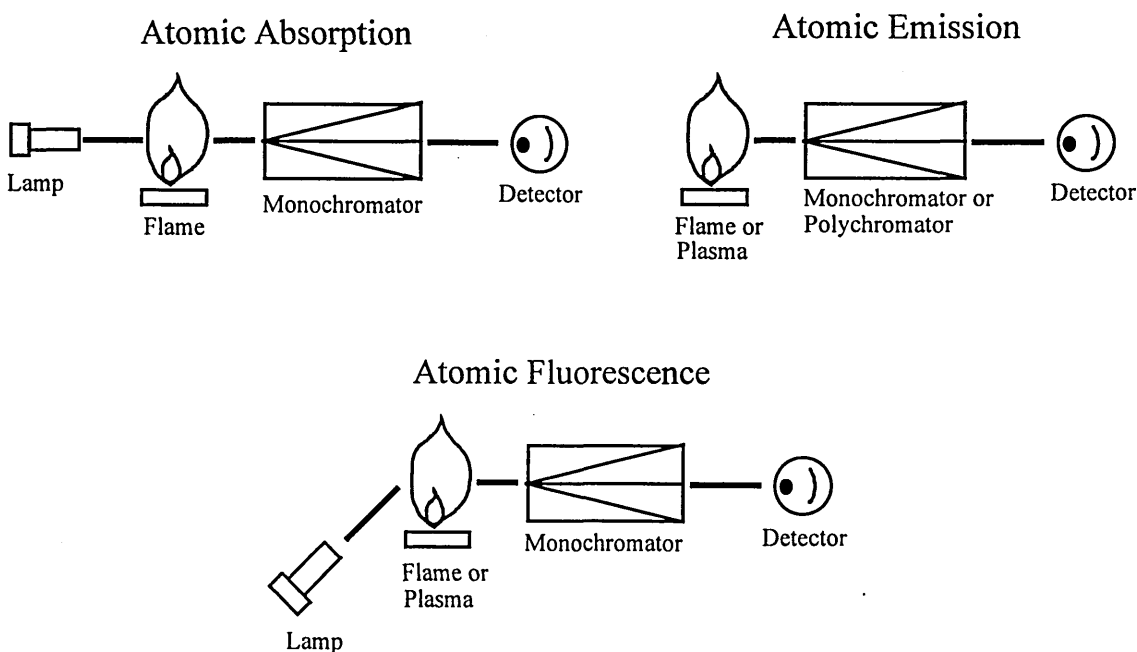 Atomic Absorption
Lamp
Flame
Monochromator
Detector
Atomic Emission
Flame or
Plasma
Monochromator or
Polychromator
Detector
Atomic Fluorescence
Lamp
Flame or
Plasma
Monochromator
Detector